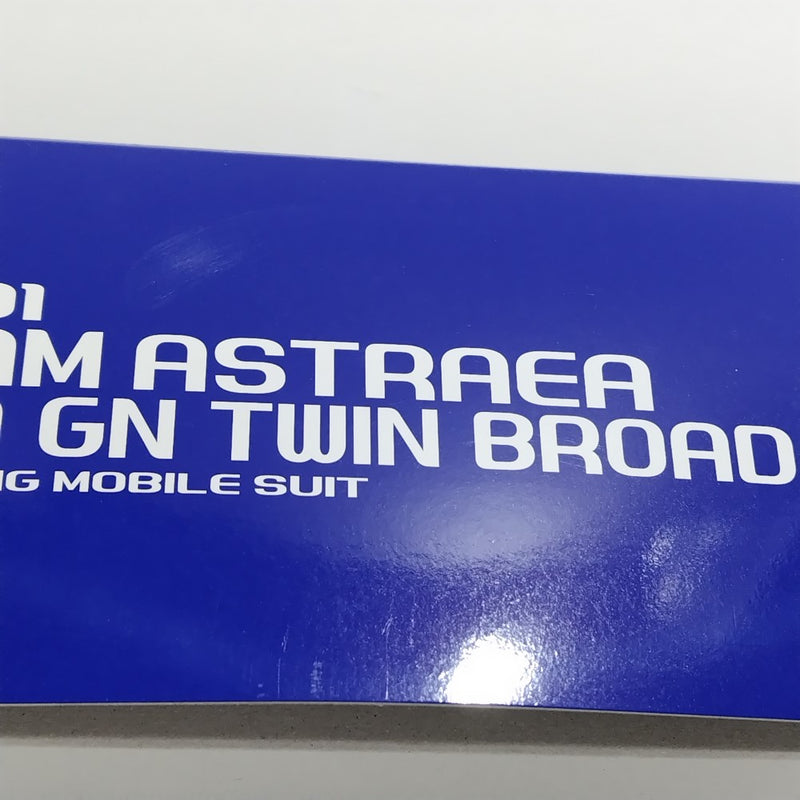 01
AM ASTRAEA
GN TWIN BROAD
NG MOBILE SUIT